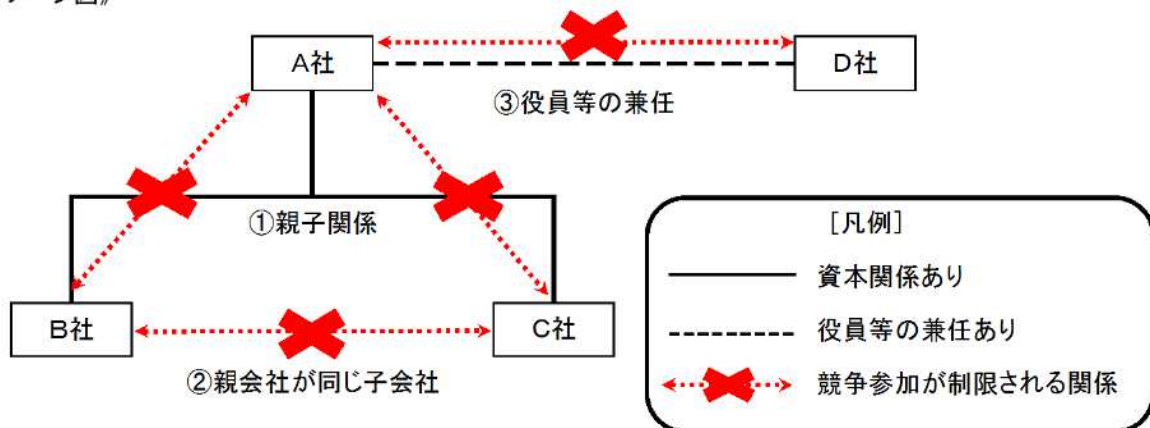 A社
D社
③役員等の兼任
①親子関係
B社
C社
②親会社が同じ子会社
[凡例]
資本関係あり
役員等の兼任あり
競争参加が制限される関係